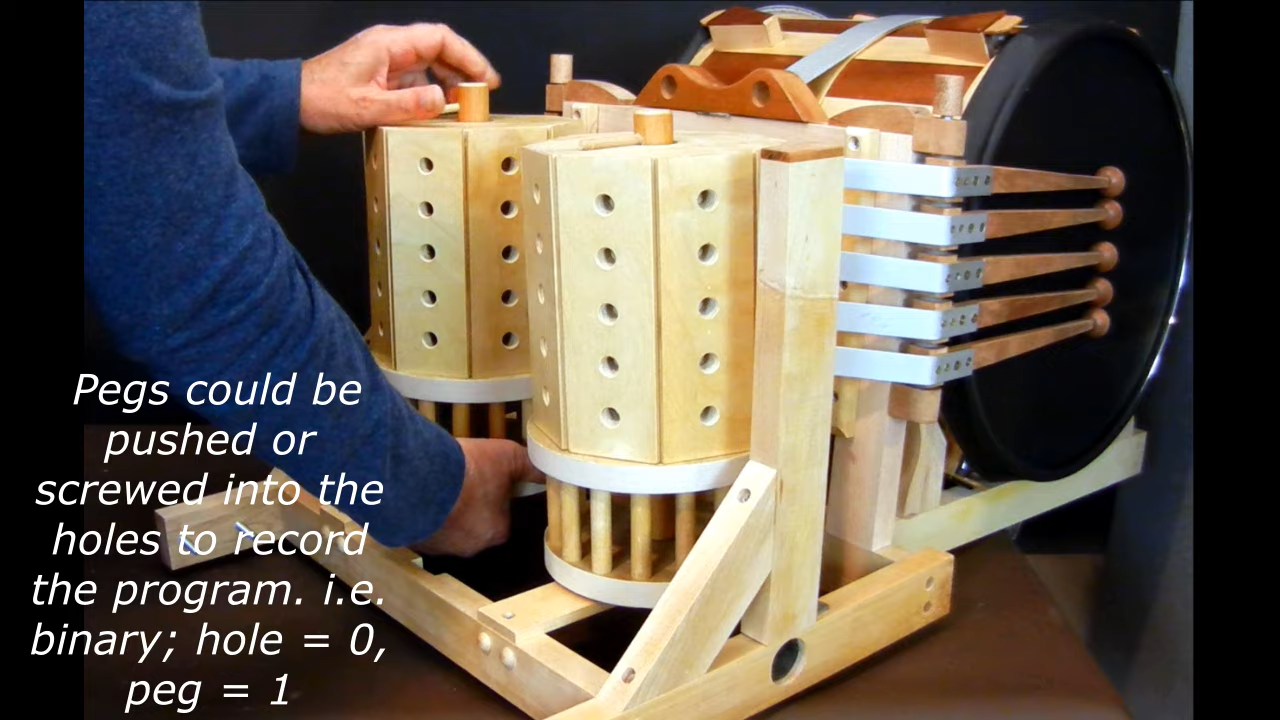 Pegs could be
pushed or
screwed into the
holes to record
the program. i.e.
binary; hole = 0,
peg = 1